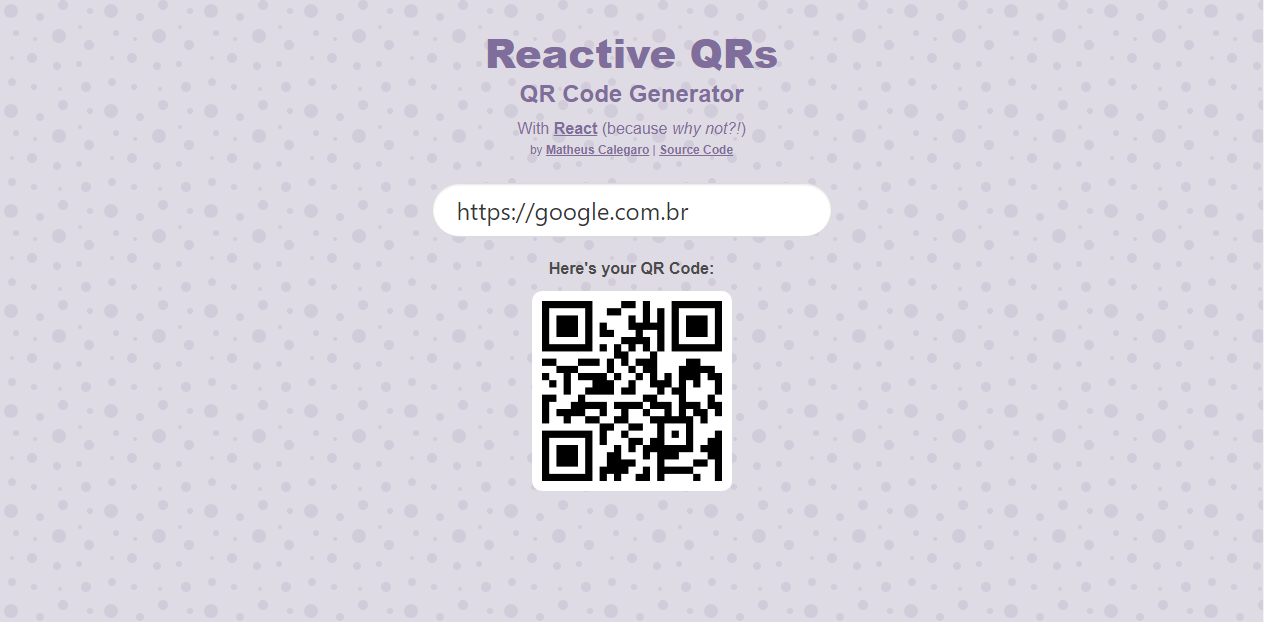 Reactive QRs
QR Code Generator
With React (because why not?!)
by Matheus Calegaro | Source Code
https://google.com.br
Here's your QR Code: